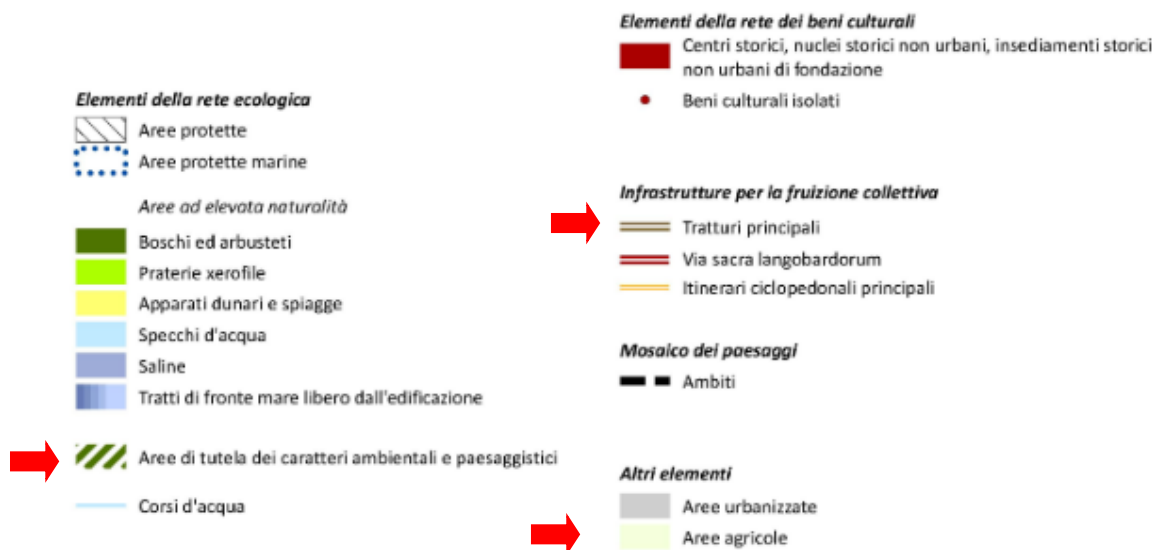 Elementi della rete ecologica
Aree protette
Aree protette marine
Aree ad elevata naturalità
Boschi ed arbusteti
Praterie xerofile
Apparati dunari e spiagge
Specchi d'acqua
Saline
Tratti di fronte mare libero dall'edificazione
Aree di tutela dei caratteri ambientali e paesaggistici
Corsi d'acqua
Elementi della rete dei beni culturali
Centri storici, nuclei storici non urbani, insediamenti storici
non urbani di fondazione
Beni culturali isolati
Infrastrutture per la fruizione collettiva
Tratturi principali
Via sacra langobardorum
Itinerari ciclopedonali principali
Mosaico dei paesaggi
Ambiti
Altri elementi
Aree urbanizzate
Aree agricole